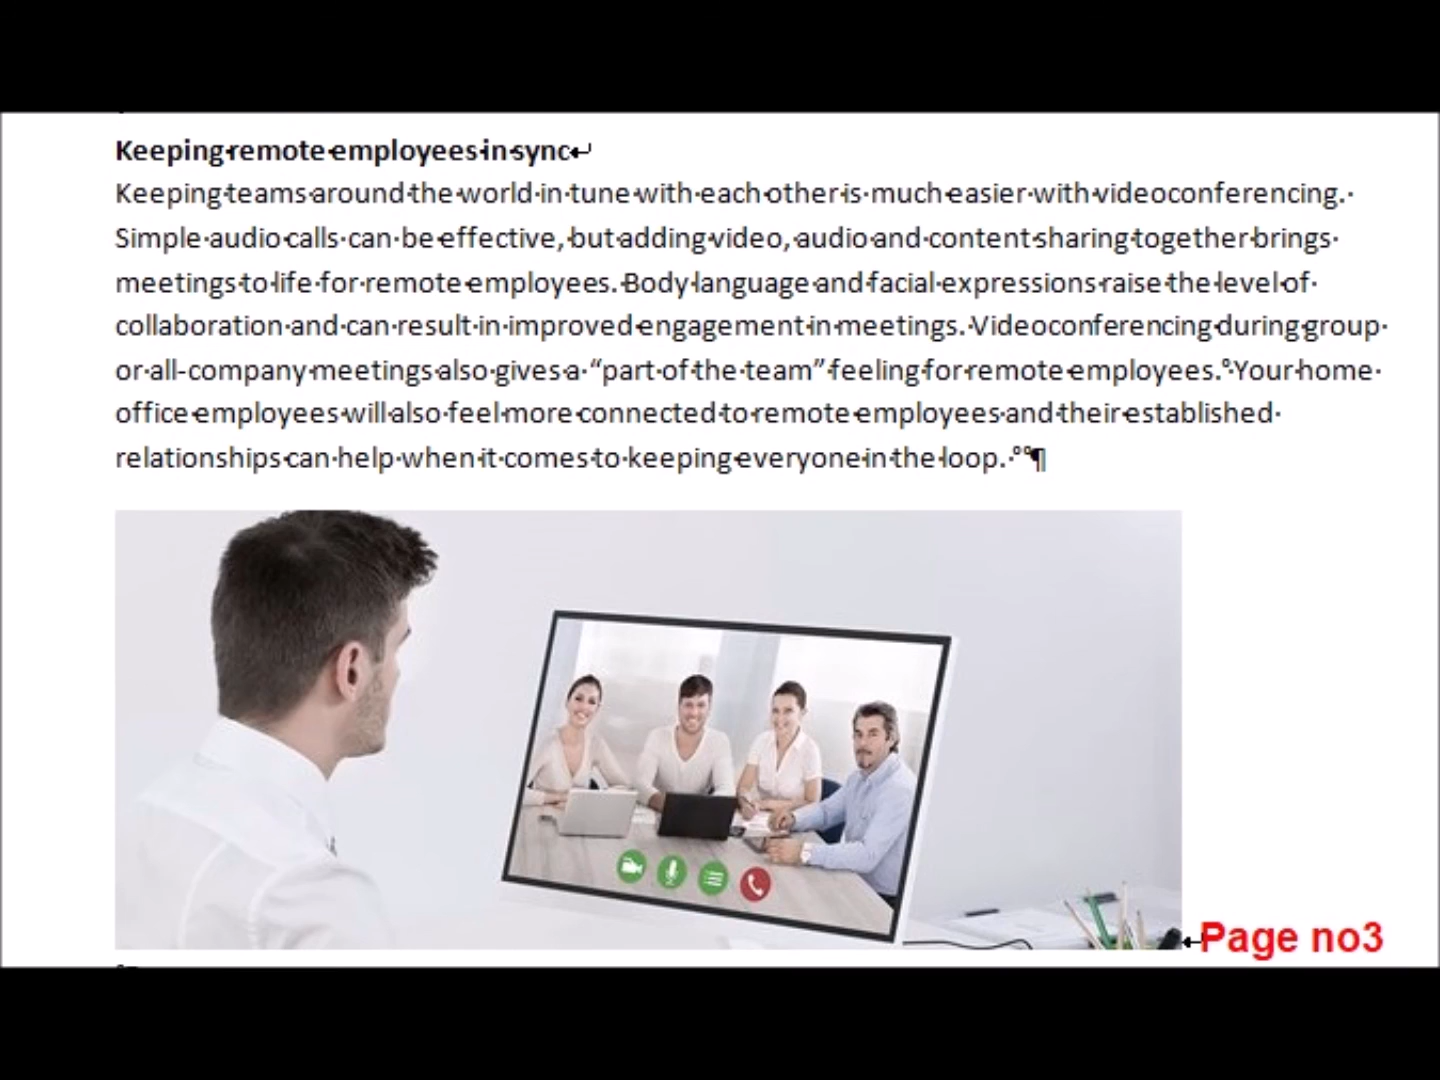 Keeping remote employees in sync
Keeping teams around the world in tune with each other is much easier with videoconferencing.
Simple audio calls can be effective, but adding video, audio and content sharing together brings
meetings to life for remote employees. Body language and facial expressions raise the level of
collaboration and can result in improved engagement in meetings. Videoconferencing during group
or all-company meetings also gives a “part of the team” feeling for remote employees. Your home
office employees will also feel more connected to remote employees and their established
relationships can help when it comes to keeping everyone in the loop. ¶
Page no3